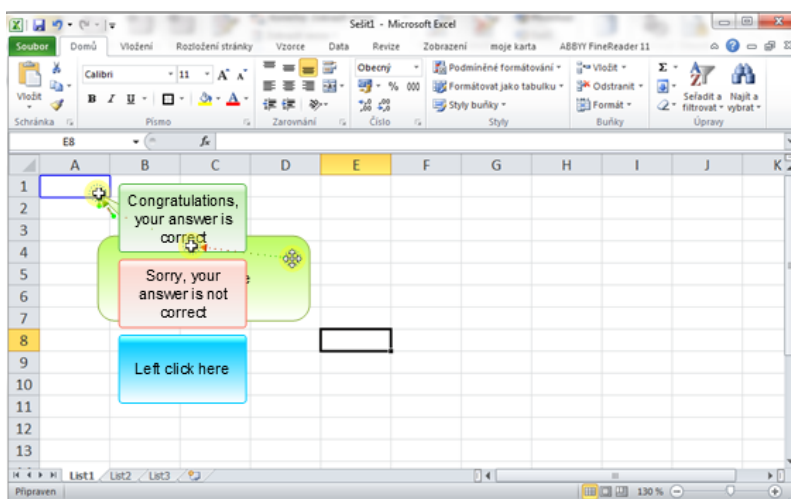 Sešit1 - Microsoft Excel
Soubor Domů Vložení Rozložení stránky Vzorce Data Revize Zobrazení moje karta ABBYY FineReader 11
Vložit
Calibri 11 A A
B I U A
Obecný
% 000
Podmíněné formátování
Formátovat jako tabulku
Styly buňky
Vložit
Odstranit
Formát
Σ
Seřadit a filtrovat
Najít a vybrat
Schránka Písmo Zarovnání Číslo Styly Buňky Úpravy
E8 fx
A B C D E F G H I J K
1
2
3
4
5
6
7
8
9
10
11
12
13
Congratulations,
your answer is
correct
Sorry, your
answer is not
correct
Left click here
List1 List2 List3
Připraven 130 %